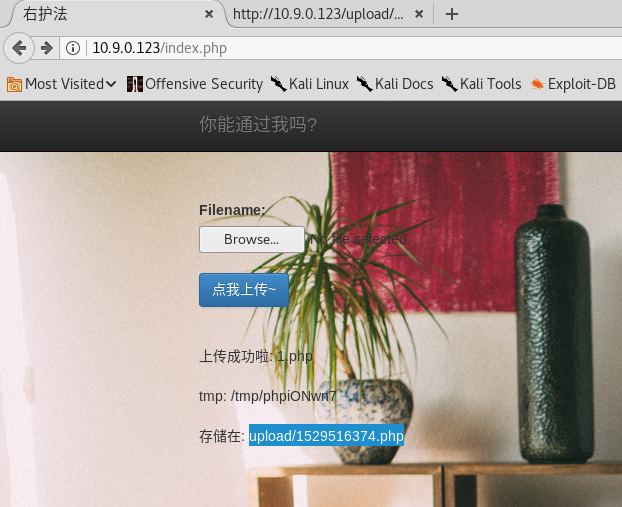 右护法
http://10.9.0.123/upload/...
10.9.0.123/index.php
Most Visited
Offensive Security
Kali Linux
Kali Docs
Kali Tools
Exploit-DB
你能通过我吗?
Filename:
Browse... No file selected.
点我上传~
上传成功啦: 1.php
tmp: /tmp/phpiONwn7
存储在: upload/1529516374.php